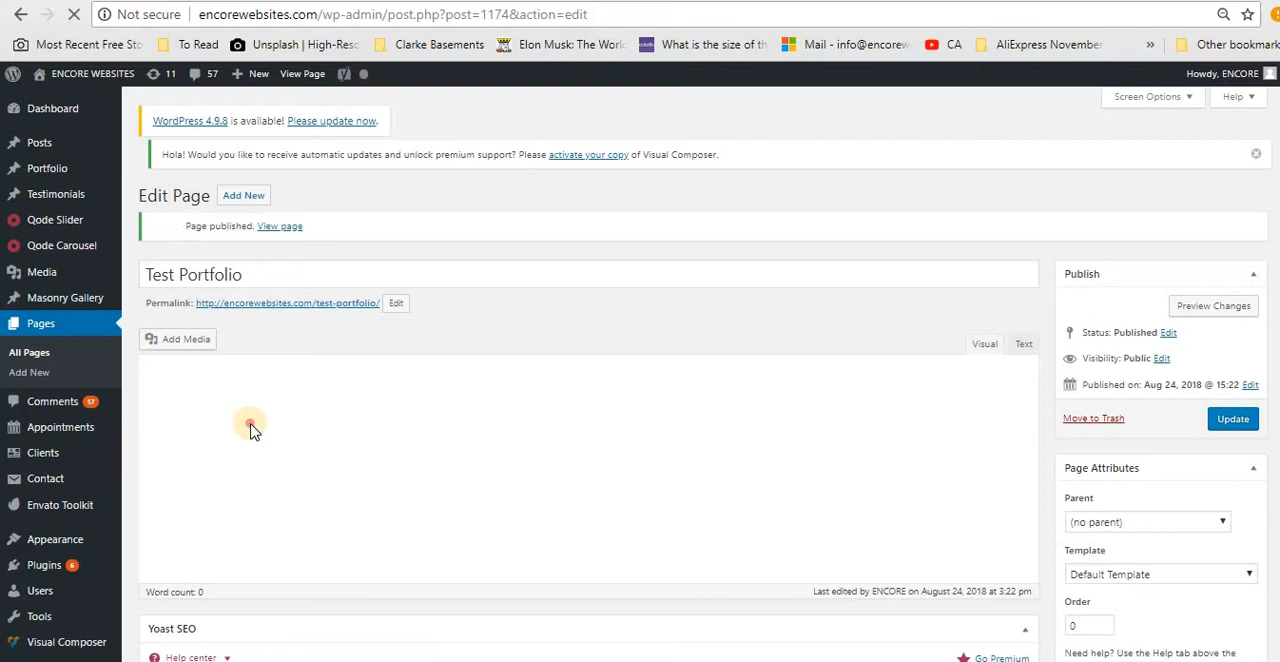 Not secure encorewebsites.com/wp-admin/post.php?post=1174&action=edit
Most Recent Free Sto To Read Unsplash | High-Reso Clarke Basements Elon Musk: The Worl What is the size of th Mail - info@encorew CA AliExpress November » Other bookmark
ENCORE WEBSITES 11 57 New View Page Howdy, ENCORE
Screen Options ▼ Help ▼
Dashboard
Posts
Portfolio
Testimonials
Qode Slider
Qode Carousel
Media
Masonry Gallery
Pages
All Pages
Add New
Comments 57
Appointments
Clients
Contact
Envato Toolkit
Appearance
Plugins 6
Users
Tools
Visual Composer
WordPress 4.9.8 is available! Please update now.
Hola! Would you like to receive automatic updates and unlock premium support? Please activate your copy of Visual Composer.
Edit Page Add New
Page published. View page
Test Portfolio
Permalink: http://encorewebsites.com/test-portfolio/ Edit
Add Media
Visual Text
Word count: 0 Last edited by ENCORE on August 24, 2018 at 3:22 pm
Yoast SEO
Help center Go Premium
Publish
Preview Changes
Status: Published Edit
Visibility: Public Edit
Published on: Aug 24, 2018 @ 15:22 Edit
Move to Trash Update
Page Attributes
Parent
(no parent)
Template
Default Template
Order
0
Need help? Use the Help tab above the